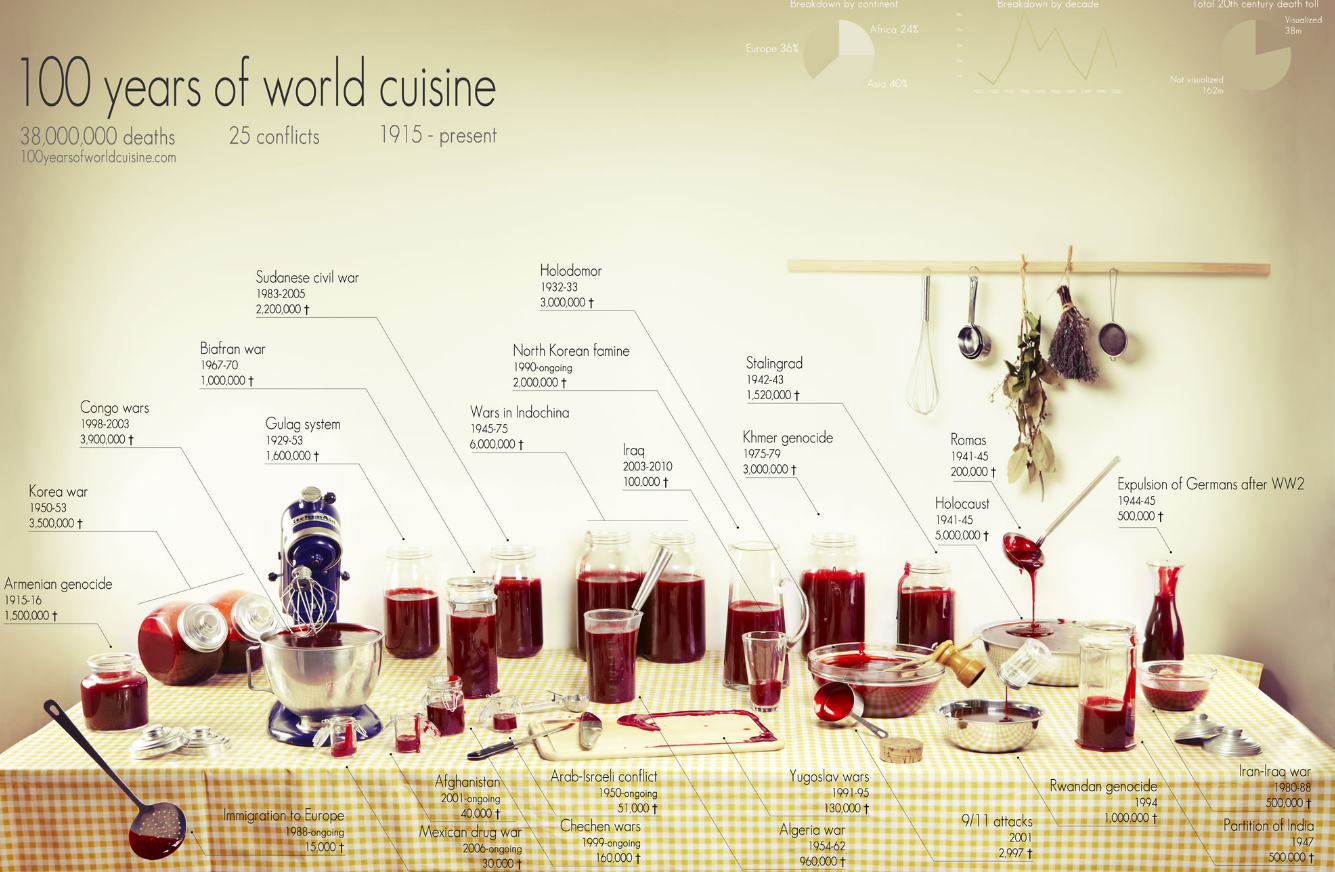 Breakdown by continent
Africa 24%
Europe 36%
Asia 40%
Breakdown by decade
Total 20th century death toll
Visualized
38m
Not visualized
162m
100 years of world cuisine
38,000,000 deaths
25 conflicts
1915 - present
100yearsofworldcuisine.com
Sudanese civil war
1983-2005
2,200,000 †
Holodomor
1932-33
3,000,000 †
Biafran war
1967-70
1,000,000 †
North Korean famine
1990-ongoing
2,000,000 †
Stalingrad
1942-43
1,520,000 †
Congo wars
1998-2003
3,900,000 †
Gulag system
1929-53
1,600,000 †
Wars in Indochina
1945-75
6,000,000 †
Iraq
2003-2010
100,000 †
Khmer genocide
1975-79
3,000,000 †
Romas
1941-45
200,000 †
Korea war
1950-53
3,500,000 †
Holocaust
1941-45
5,000,000 †
Expulsion of Germans after WW2
1944-45
500,000 †
Armenian genocide
1915-16
1,500,000 †
KitchenAid
Immigration to Europe
1988-ongoing
15,000 †
Afghanistan
2001-ongoing
40,000 †
Mexican drug war
2006-ongoing
30,000 †
Arab-Israeli conflict
1950-ongoing
51,000 †
Chechen wars
1999-ongoing
160,000 †
Yugoslav wars
1991-95
130,000 †
Algeria war
1954-62
960,000 †
9/11 attacks
2001
2,997 †
Rwandan genocide
1994
1,000,000 †
Iran-Iraq war
1980-88
500,000 †
Partition of India
1947
500,000 †